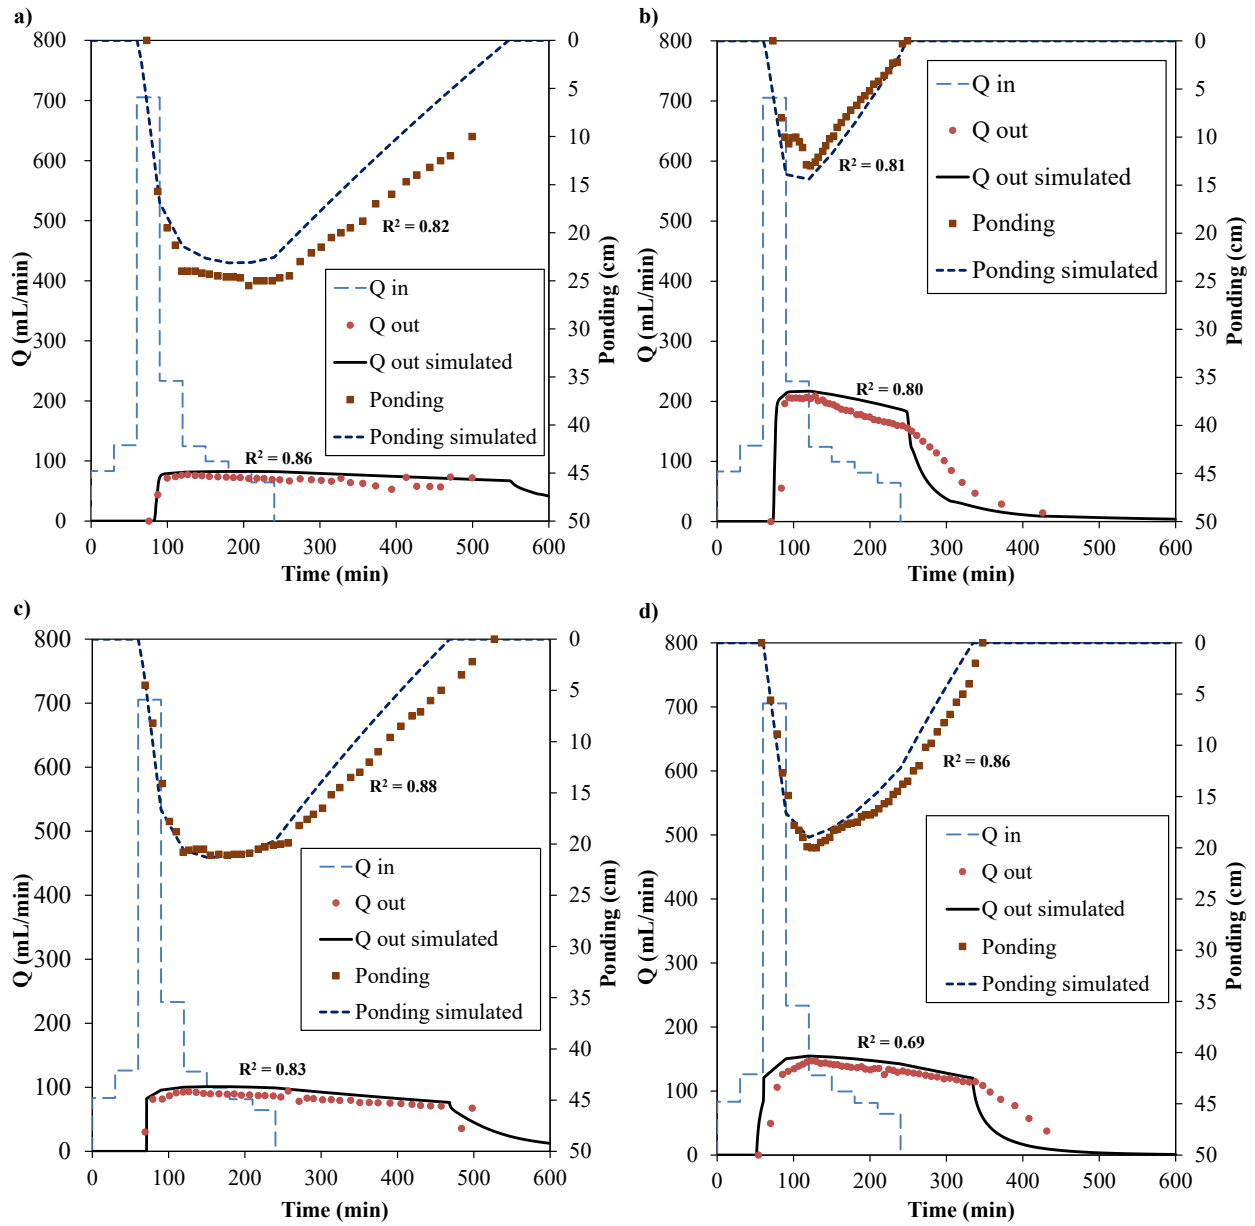 a)
800
700
600
500
400
300
200
100
0
Q (mL/min)
0
5
10
15
20
25
30
35
40
45
50
Ponding (cm)
0
100
200
300
400
500
600
Time (min)
R² = 0.82
R² = 0.86
Q in
Q out
Q out simulated
Ponding
Ponding simulated
b)
800
700
600
500
400
300
200
100
0
Q (mL/min)
0
5
10
15
20
25
30
35
40
45
50
Ponding (cm)
0
100
200
300
400
500
600
Time (min)
R² = 0.81
R² = 0.80
Q in
Q out
Q out simulated
Ponding
Ponding simulated
c)
800
700
600
500
400
300
200
100
0
Q (mL/min)
0
5
10
15
20
25
30
35
40
45
50
Ponding (cm)
0
100
200
300
400
500
600
Time (min)
R² = 0.88
R² = 0.83
Q in
Q out
Q out simulated
Ponding
Ponding simulated
d)
800
700
600
500
400
300
200
100
0
Q (mL/min)
0
5
10
15
20
25
30
35
40
45
50
Ponding (cm)
0
100
200
300
400
500
600
Time (min)
R² = 0.86
R² = 0.69
Q in
Q out
Q out simulated
Ponding
Ponding simulated